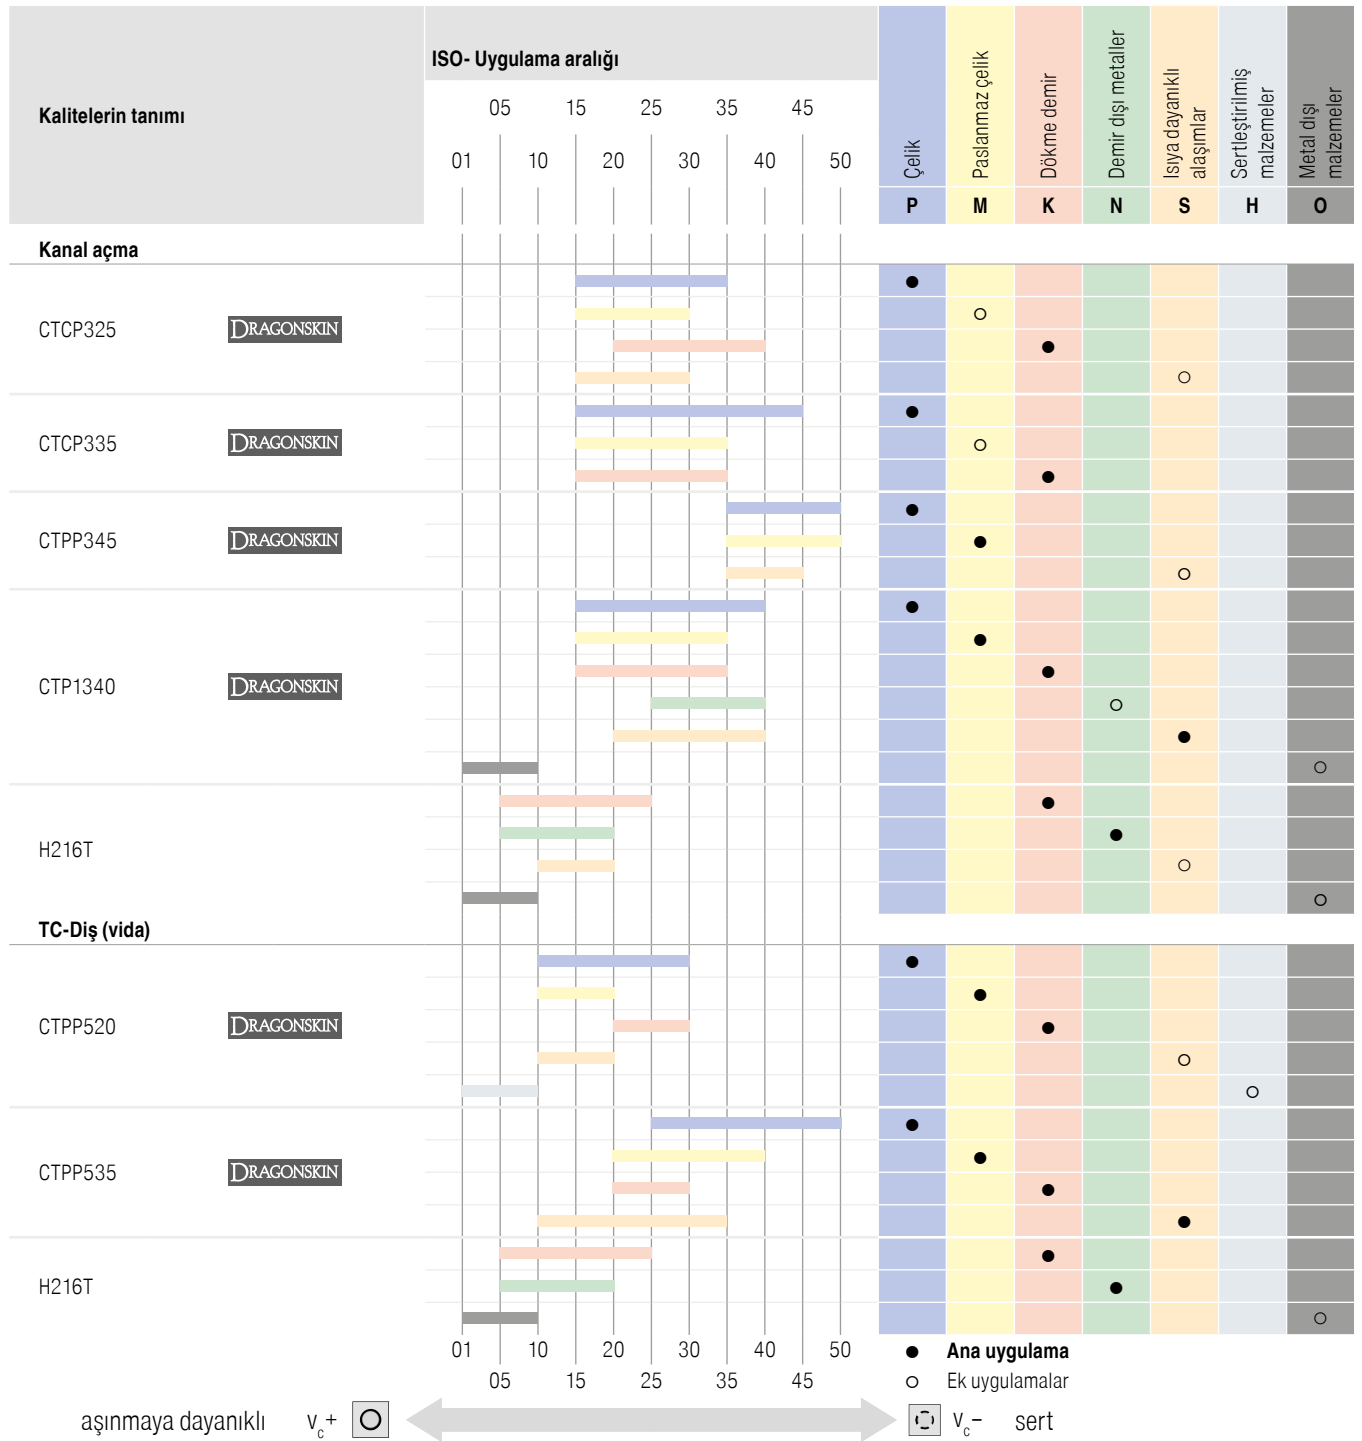 ISO- Uygulama aralığı
Kalitelerin tanımı
05 15 25 35 45
01 10 20 30 40 50
Çelik
Paslanmaz çelik
Dökme demir
Demir dışı metaller
Isıya dayanıklı
alaşımlar
Sertleştirilmiş
malzemeler
Metal dışı
malzemeler
P M K N S H O
Kanal açma
CTCP325 DRAGONSKIN
CTCP335 DRAGONSKIN
CTPP345 DRAGONSKIN
CTP1340 DRAGONSKIN
H216T
TC-Diş (vida)
CTPP520 DRAGONSKIN
CTPP535 DRAGONSKIN
H216T
01 10 20 30 40 50
05 15 25 35 45
● Ana uygulama
○ Ek uygulamalar
aşınmaya dayanıklı vc+
vc– sert